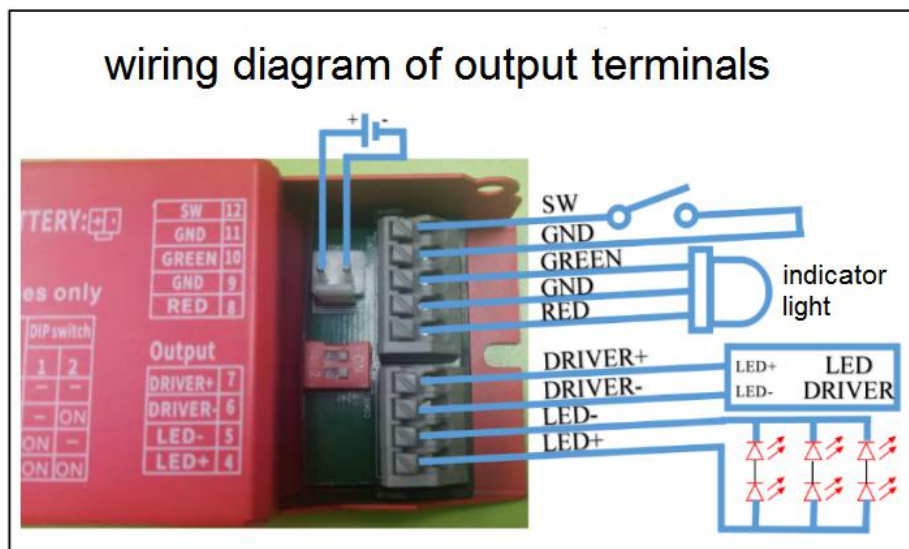 wiring diagram of output terminals
+ -
TTERY: + -
es only
DIP switch
1 2
— —
— ON
ON —
ON ON
SW 12
GND 11
GREEN 10
GND 9
RED 8
Output
DRIVER+ 7
DRIVER- 6
LED- 5
LED+ 4
SW
GND
GREEN
GND
RED
indicator
light
DRIVER+
DRIVER-
LED-
LED+
LED+ LED
LED- DRIVER